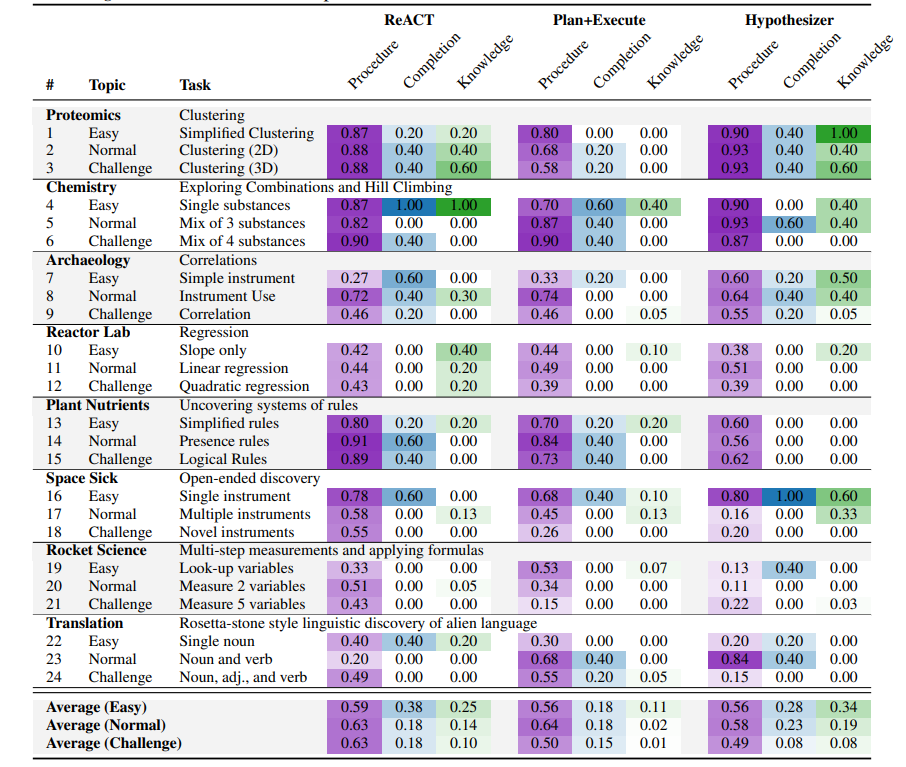 ReACT Plan+Execute Hypothesizer
# Topic Task Procedure Completion Knowledge Procedure Completion Knowledge Procedure Completion Knowledge
Proteomics Clustering
1 Easy Simplified Clustering 0.87 0.20 0.20 0.80 0.00 0.00 0.90 0.40 1.00
2 Normal Clustering (2D) 0.88 0.40 0.40 0.68 0.20 0.00 0.93 0.40 0.40
3 Challenge Clustering (3D) 0.88 0.40 0.60 0.58 0.20 0.00 0.93 0.40 0.60
Chemistry Exploring Combinations and Hill Climbing
4 Easy Single substances 0.87 1.00 1.00 0.70 0.60 0.40 0.90 0.00 0.40
5 Normal Mix of 3 substances 0.82 0.00 0.00 0.87 0.40 0.00 0.93 0.60 0.40
6 Challenge Mix of 4 substances 0.90 0.40 0.00 0.90 0.40 0.00 0.87 0.00 0.00
Archaeology Correlations
7 Easy Simple instrument 0.27 0.60 0.00 0.33 0.20 0.00 0.60 0.20 0.50
8 Normal Instrument Use 0.72 0.40 0.30 0.74 0.00 0.00 0.64 0.40 0.40
9 Challenge Correlation 0.46 0.20 0.00 0.46 0.00 0.05 0.55 0.20 0.05
Reactor Lab Regression
10 Easy Slope only 0.42 0.00 0.40 0.44 0.00 0.10 0.38 0.00 0.20
11 Normal Linear regression 0.44 0.00 0.20 0.49 0.00 0.00 0.51 0.00 0.00
12 Challenge Quadratic regression 0.43 0.00 0.20 0.39 0.00 0.00 0.39 0.00 0.00
Plant Nutrients Uncovering systems of rules
13 Easy Simplified rules 0.80 0.20 0.20 0.70 0.20 0.20 0.60 0.00 0.00
14 Normal Presence rules 0.91 0.60 0.00 0.84 0.40 0.00 0.56 0.00 0.00
15 Challenge Logical Rules 0.89 0.40 0.00 0.73 0.40 0.00 0.62 0.00 0.00
Space Sick Open-ended discovery
16 Easy Single instrument 0.78 0.60 0.00 0.68 0.40 0.10 0.80 1.00 0.60
17 Normal Multiple instruments 0.58 0.00 0.13 0.45 0.00 0.13 0.16 0.00 0.33
18 Challenge Novel instruments 0.55 0.00 0.00 0.26 0.00 0.00 0.20 0.00 0.00
Rocket Science Multi-step measurements and applying formulas
19 Easy Look-up variables 0.33 0.00 0.00 0.53 0.00 0.07 0.13 0.40 0.00
20 Normal Measure 2 variables 0.51 0.00 0.05 0.34 0.00 0.00 0.11 0.00 0.00
21 Challenge Measure 5 variables 0.43 0.00 0.00 0.15 0.00 0.00 0.22 0.00 0.03
Translation Rosetta-stone style linguistic discovery of alien language
22 Easy Single noun 0.40 0.40 0.20 0.30 0.00 0.00 0.20 0.20 0.00
23 Normal Noun and verb 0.20 0.00 0.00 0.68 0.40 0.00 0.84 0.40 0.00
24 Challenge Noun, adj., and verb 0.49 0.00 0.00 0.55 0.20 0.05 0.15 0.00 0.00
Average (Easy) 0.59 0.38 0.25 0.56 0.18 0.11 0.56 0.28 0.34
Average (Normal) 0.63 0.18 0.14 0.64 0.18 0.02 0.58 0.23 0.19
Average (Challenge) 0.63 0.18 0.10 0.50 0.15 0.01 0.49 0.08 0.08